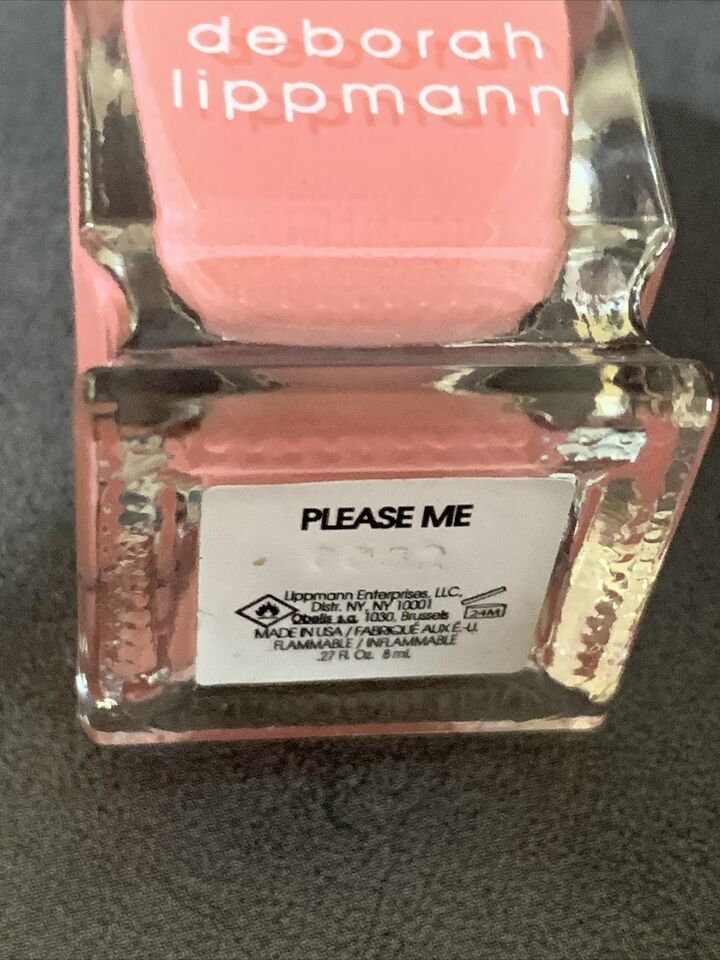 deborah
lippmann
PLEASE ME
Lippmann Enterprises, LLC,
Distr. NY, NY 10001
Obelis s.a. 1030, Brussels
24M
MADE IN USA / FABRIQUÉ AUX É-U.
FLAMMABLE / INFLAMMABLE
.27 Fl. Oz. 8 mL